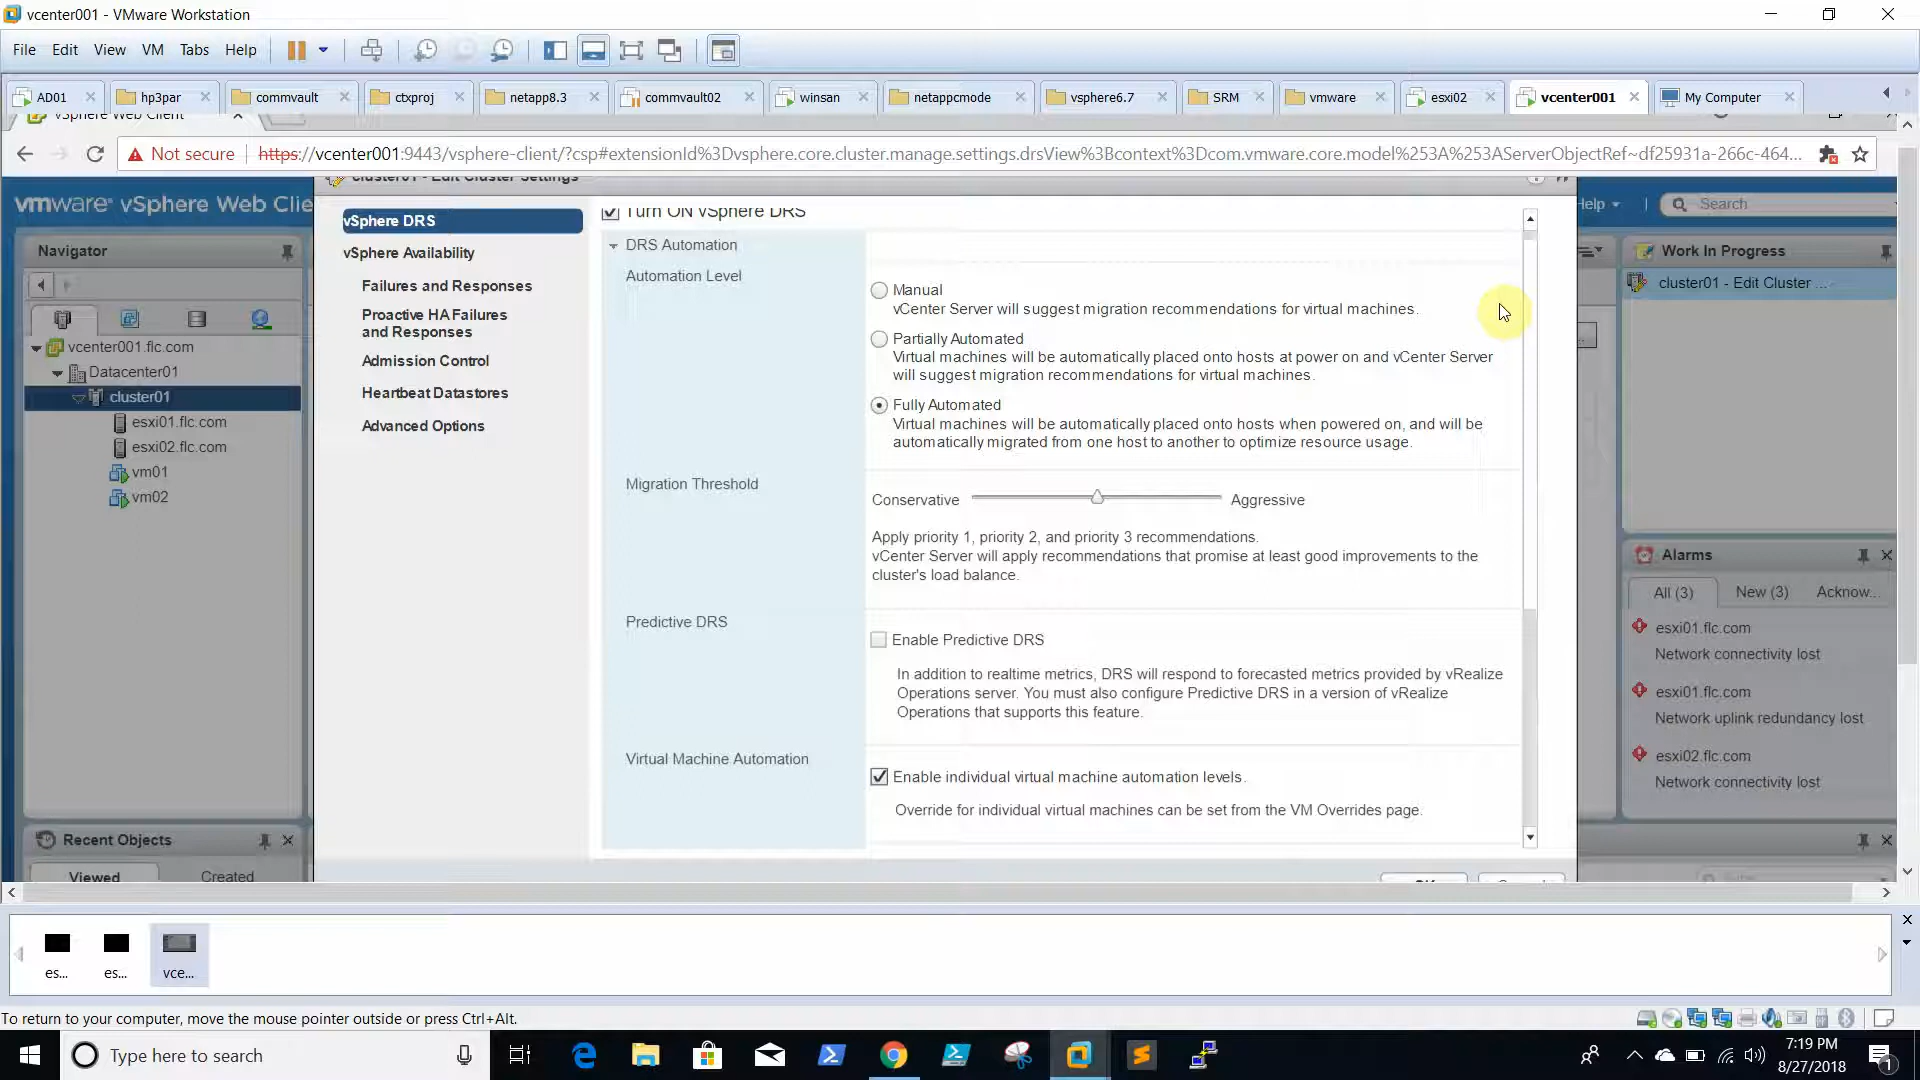 vcenter001 - VMware Workstation
File Edit View VM Tabs Help
AD01 hp3par commvault ctxproj netapp8.3 commvault02 winsan netappcmode vsphere6.7 SRM vmware esxi02 vcenter001 My Computer
vSphere Web Client
Not secure https://vcenter001:9443/vsphere-client/?csp#extensionId%3Dvsphere.core.cluster.manage.settings.drsView%3Bcontext%3Dcom.vmware.core.model%253A%253AServerObjectRef~df25931a-266c-464...
vmware® vSphere Web Clie
Help
Search
cluster01 - Edit Cluster Settings
Navigator
vcenter001.flc.com
Datacenter01
cluster01
esxi01.flc.com
esxi02.flc.com
vm01
vm02
Recent Objects
Viewed Created
vSphere DRS
vSphere Availability
Failures and Responses
Proactive HA Failures
and Responses
Admission Control
Heartbeat Datastores
Advanced Options
Turn ON vSphere DRS
DRS Automation
Automation Level
Manual
vCenter Server will suggest migration recommendations for virtual machines.
Partially Automated
Virtual machines will be automatically placed onto hosts at power on and vCenter Server
will suggest migration recommendations for virtual machines.
Fully Automated
Virtual machines will be automatically placed onto hosts when powered on, and will be
automatically migrated from one host to another to optimize resource usage.
Migration Threshold
Conservative Aggressive
Apply priority 1, priority 2, and priority 3 recommendations.
vCenter Server will apply recommendations that promise at least good improvements to the
cluster's load balance.
Predictive DRS
Enable Predictive DRS
In addition to realtime metrics, DRS will respond to forecasted metrics provided by vRealize
Operations server. You must also configure Predictive DRS in a version of vRealize
Operations that supports this feature.
Virtual Machine Automation
Enable individual virtual machine automation levels.
Override for individual virtual machines can be set from the VM Overrides page.
Work In Progress
cluster01 - Edit Cluster ...
Alarms
All (3) New (3) Acknow...
esxi01.flc.com
Network connectivity lost
esxi01.flc.com
Network uplink redundancy lost
esxi02.flc.com
Network connectivity lost
es... es... vce...
To return to your computer, move the mouse pointer outside or press Ctrl+Alt.
Type here to search
7:19 PM
8/27/2018
1